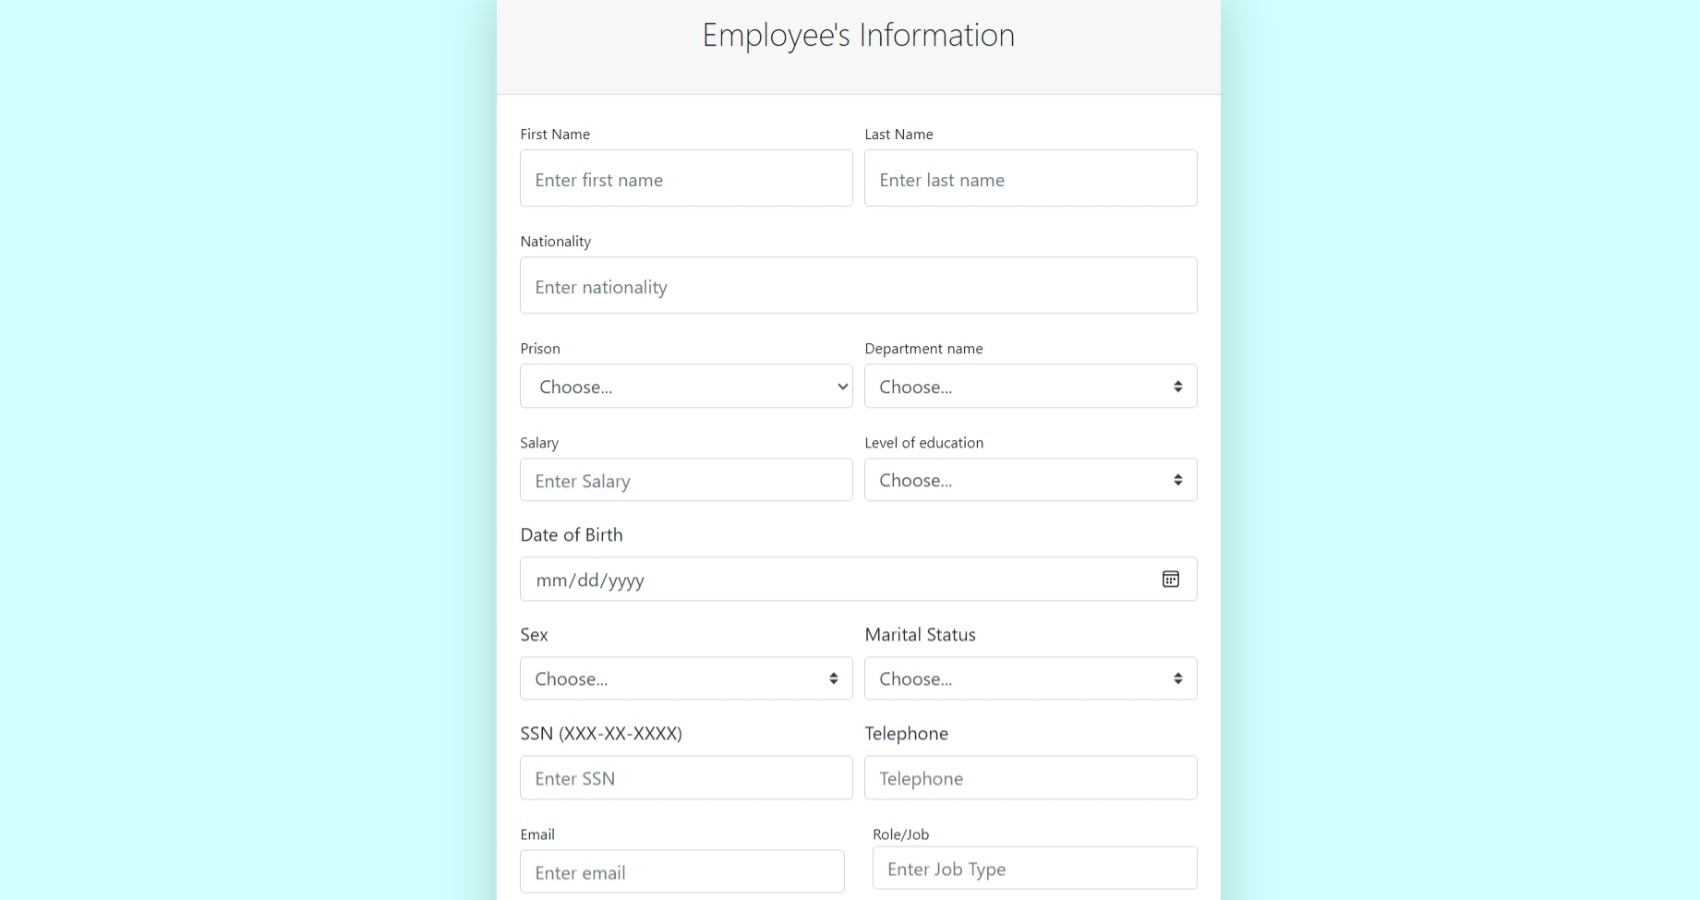 Employee's Information
First Name Last Name
Enter first name Enter last name
Nationality
Enter nationality
Prison Department name
Choose... Choose...
Salary Level of education
Enter Salary Choose...
Date of Birth
mm/dd/yyyy
Sex Marital Status
Choose... Choose...
SSN (XXX-XX-XXXX) Telephone
Enter SSN Telephone
Email Role/Job
Enter email Enter Job Type